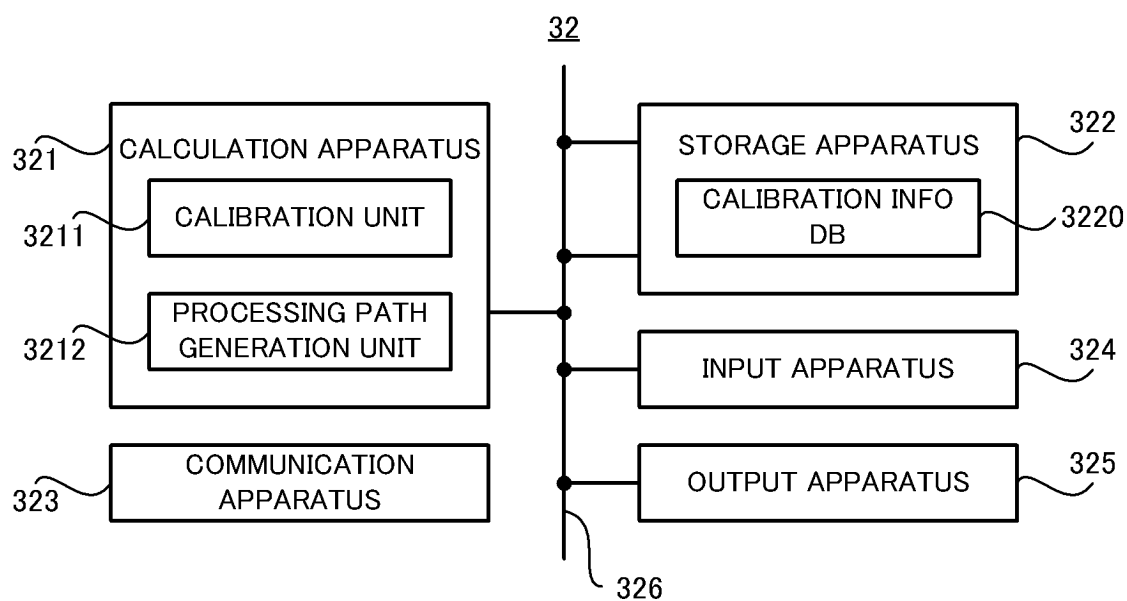 32
321
CALCULATION APPARATUS
3211
CALIBRATION UNIT
3212
PROCESSING PATH
GENERATION UNIT
323
COMMUNICATION
APPARATUS
322
STORAGE APPARATUS
CALIBRATION INFO
DB
3220
INPUT APPARATUS
324
OUTPUT APPARATUS
325
326